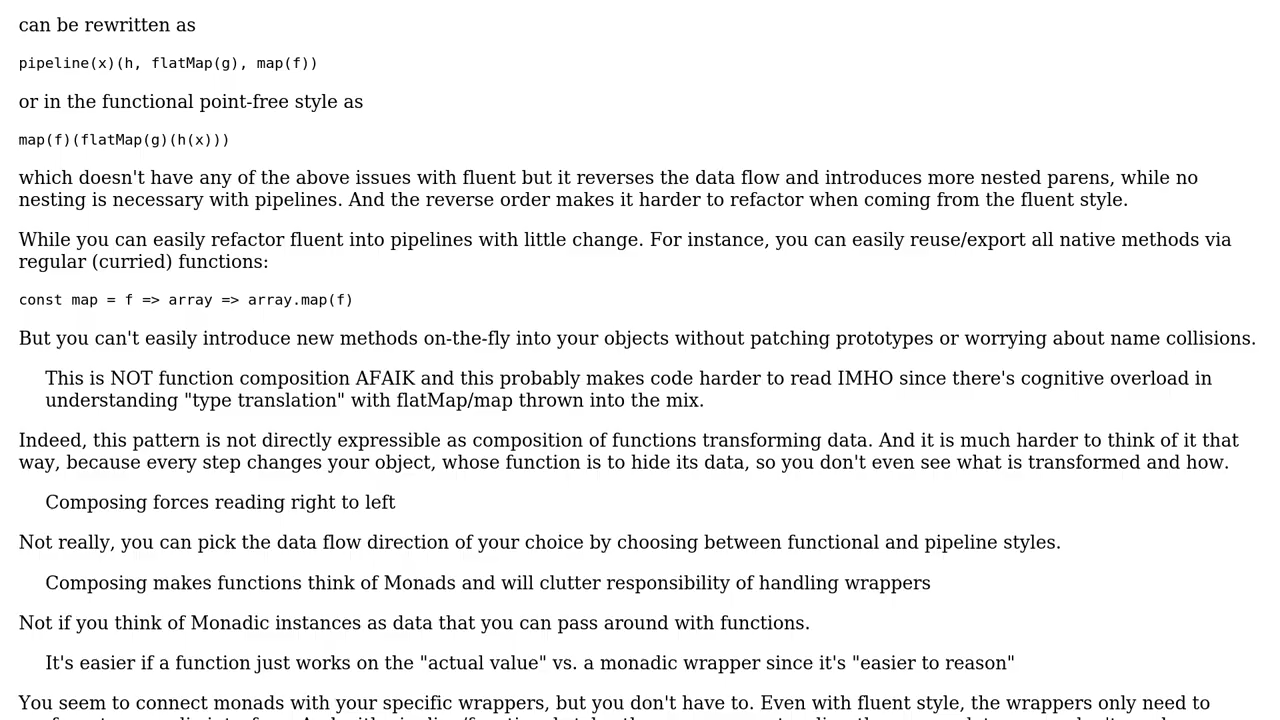 can be rewritten as
pipeline(x)(h, flatMap(g), map(f))
or in the functional point-free style as
map(f)(flatMap(g)(h(x)))
which doesn't have any of the above issues with fluent but it reverses the data flow and introduces more nested parens, while no
nesting is necessary with pipelines. And the reverse order makes it harder to refactor when coming from the fluent style.
While you can easily refactor fluent into pipelines with little change. For instance, you can easily reuse/export all native methods via
regular (curried) functions:
const map = f => array => array.map(f)
But you can't easily introduce new methods on-the-fly into your objects without patching prototypes or worrying about name collisions.
This is NOT function composition AFAIK and this probably makes code harder to read IMHO since there's cognitive overload in
understanding "type translation" with flatMap/map thrown into the mix.
Indeed, this pattern is not directly expressible as composition of functions transforming data. And it is much harder to think of it that
way, because every step changes your object, whose function is to hide its data, so you don't even see what is transformed and how.
Composing forces reading right to left
Not really, you can pick the data flow direction of your choice by choosing between functional and pipeline styles.
Composing makes functions think of Monads and will clutter responsibility of handling wrappers
Not if you think of Monadic instances as data that you can pass around with functions.
It's easier if a function just works on the "actual value" vs. a monadic wrapper since it's "easier to reason"
You seem to connect monads with your specific wrappers, but you don't have to. Even with fluent style, the wrappers only need to